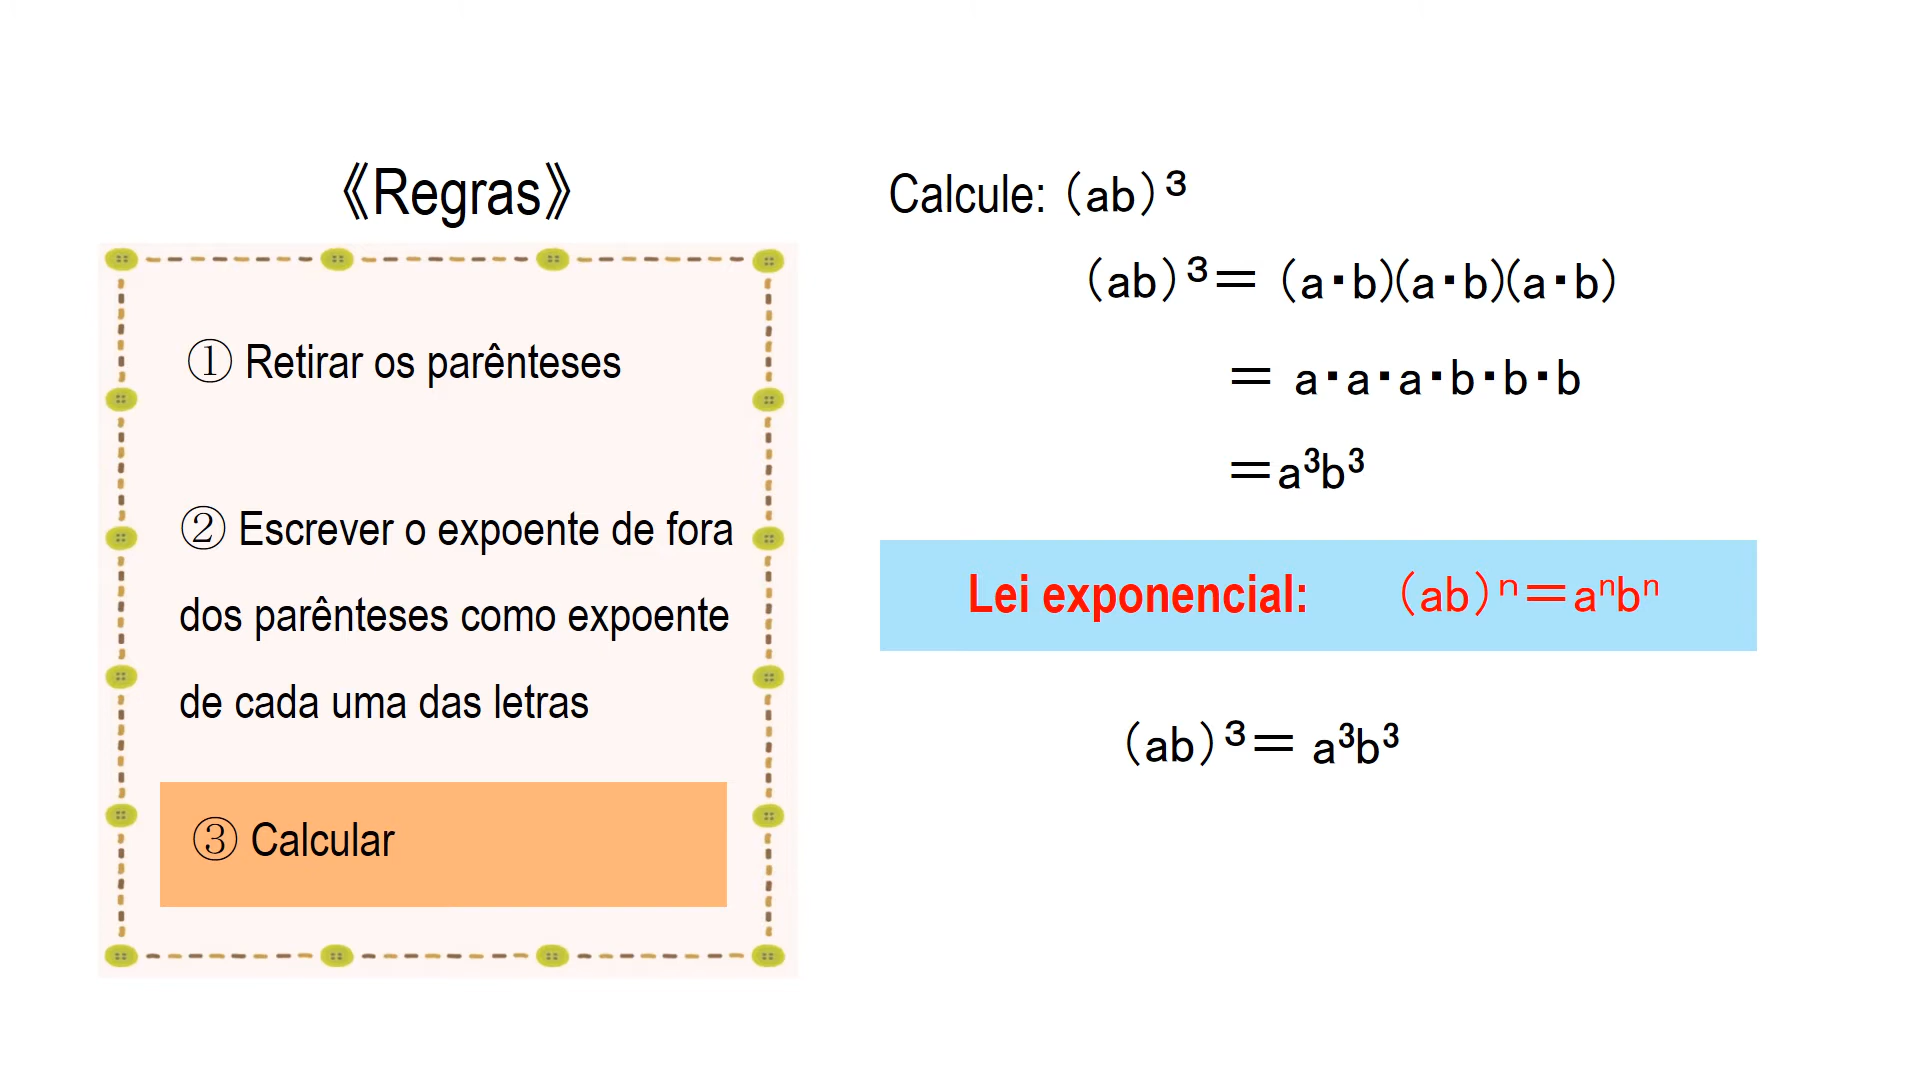 《Regras》
① Retirar os parênteses
② Escrever o expoente de fora
dos parênteses como expoente
de cada uma das letras
③ Calcular
Calcule: (ab)³
(ab)³＝ (a・b)(a・b)(a・b)
＝ a・a・a・b・b・b
＝a³b³
Lei exponencial: (ab)ⁿ＝aⁿbⁿ
(ab)³＝ a³b³